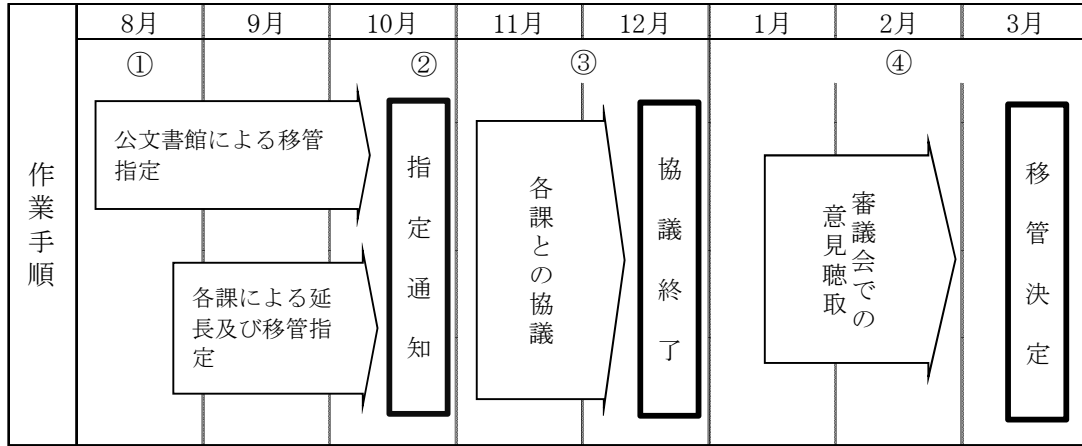 8月 9月 10月 11月 12月 1月 2月 3月
① ② ③ ④
作業手順
公文書館による移管
指定
各課による延
長及び移管指
定
指定通知
各課との協議
協議終了
審議会での
意見聴取
移管決定